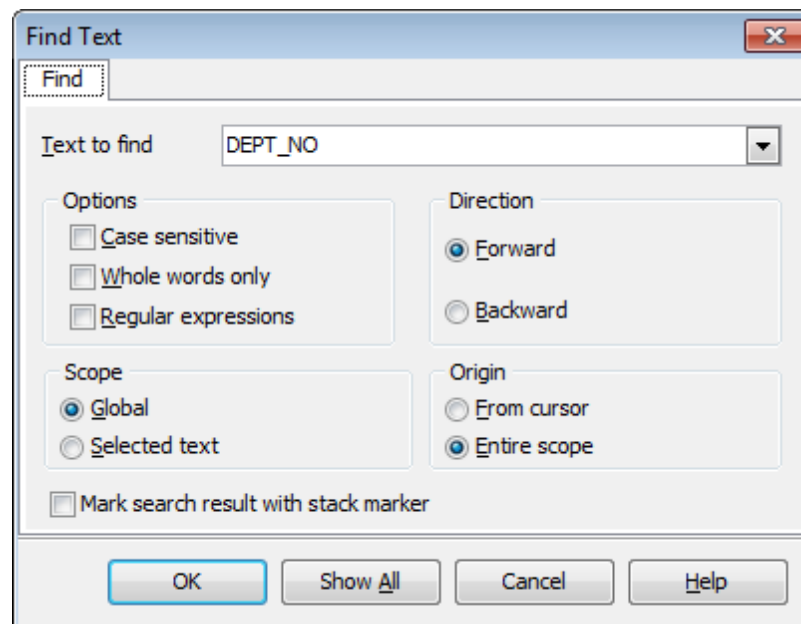 Find Text
Find
Text to find
DEPT_NO
Options
Case sensitive
Whole words only
Regular expressions
Direction
Forward
Backward
Scope
Global
Selected text
Origin
From cursor
Entire scope
Mark search result with stack marker
OK
Show All
Cancel
Help